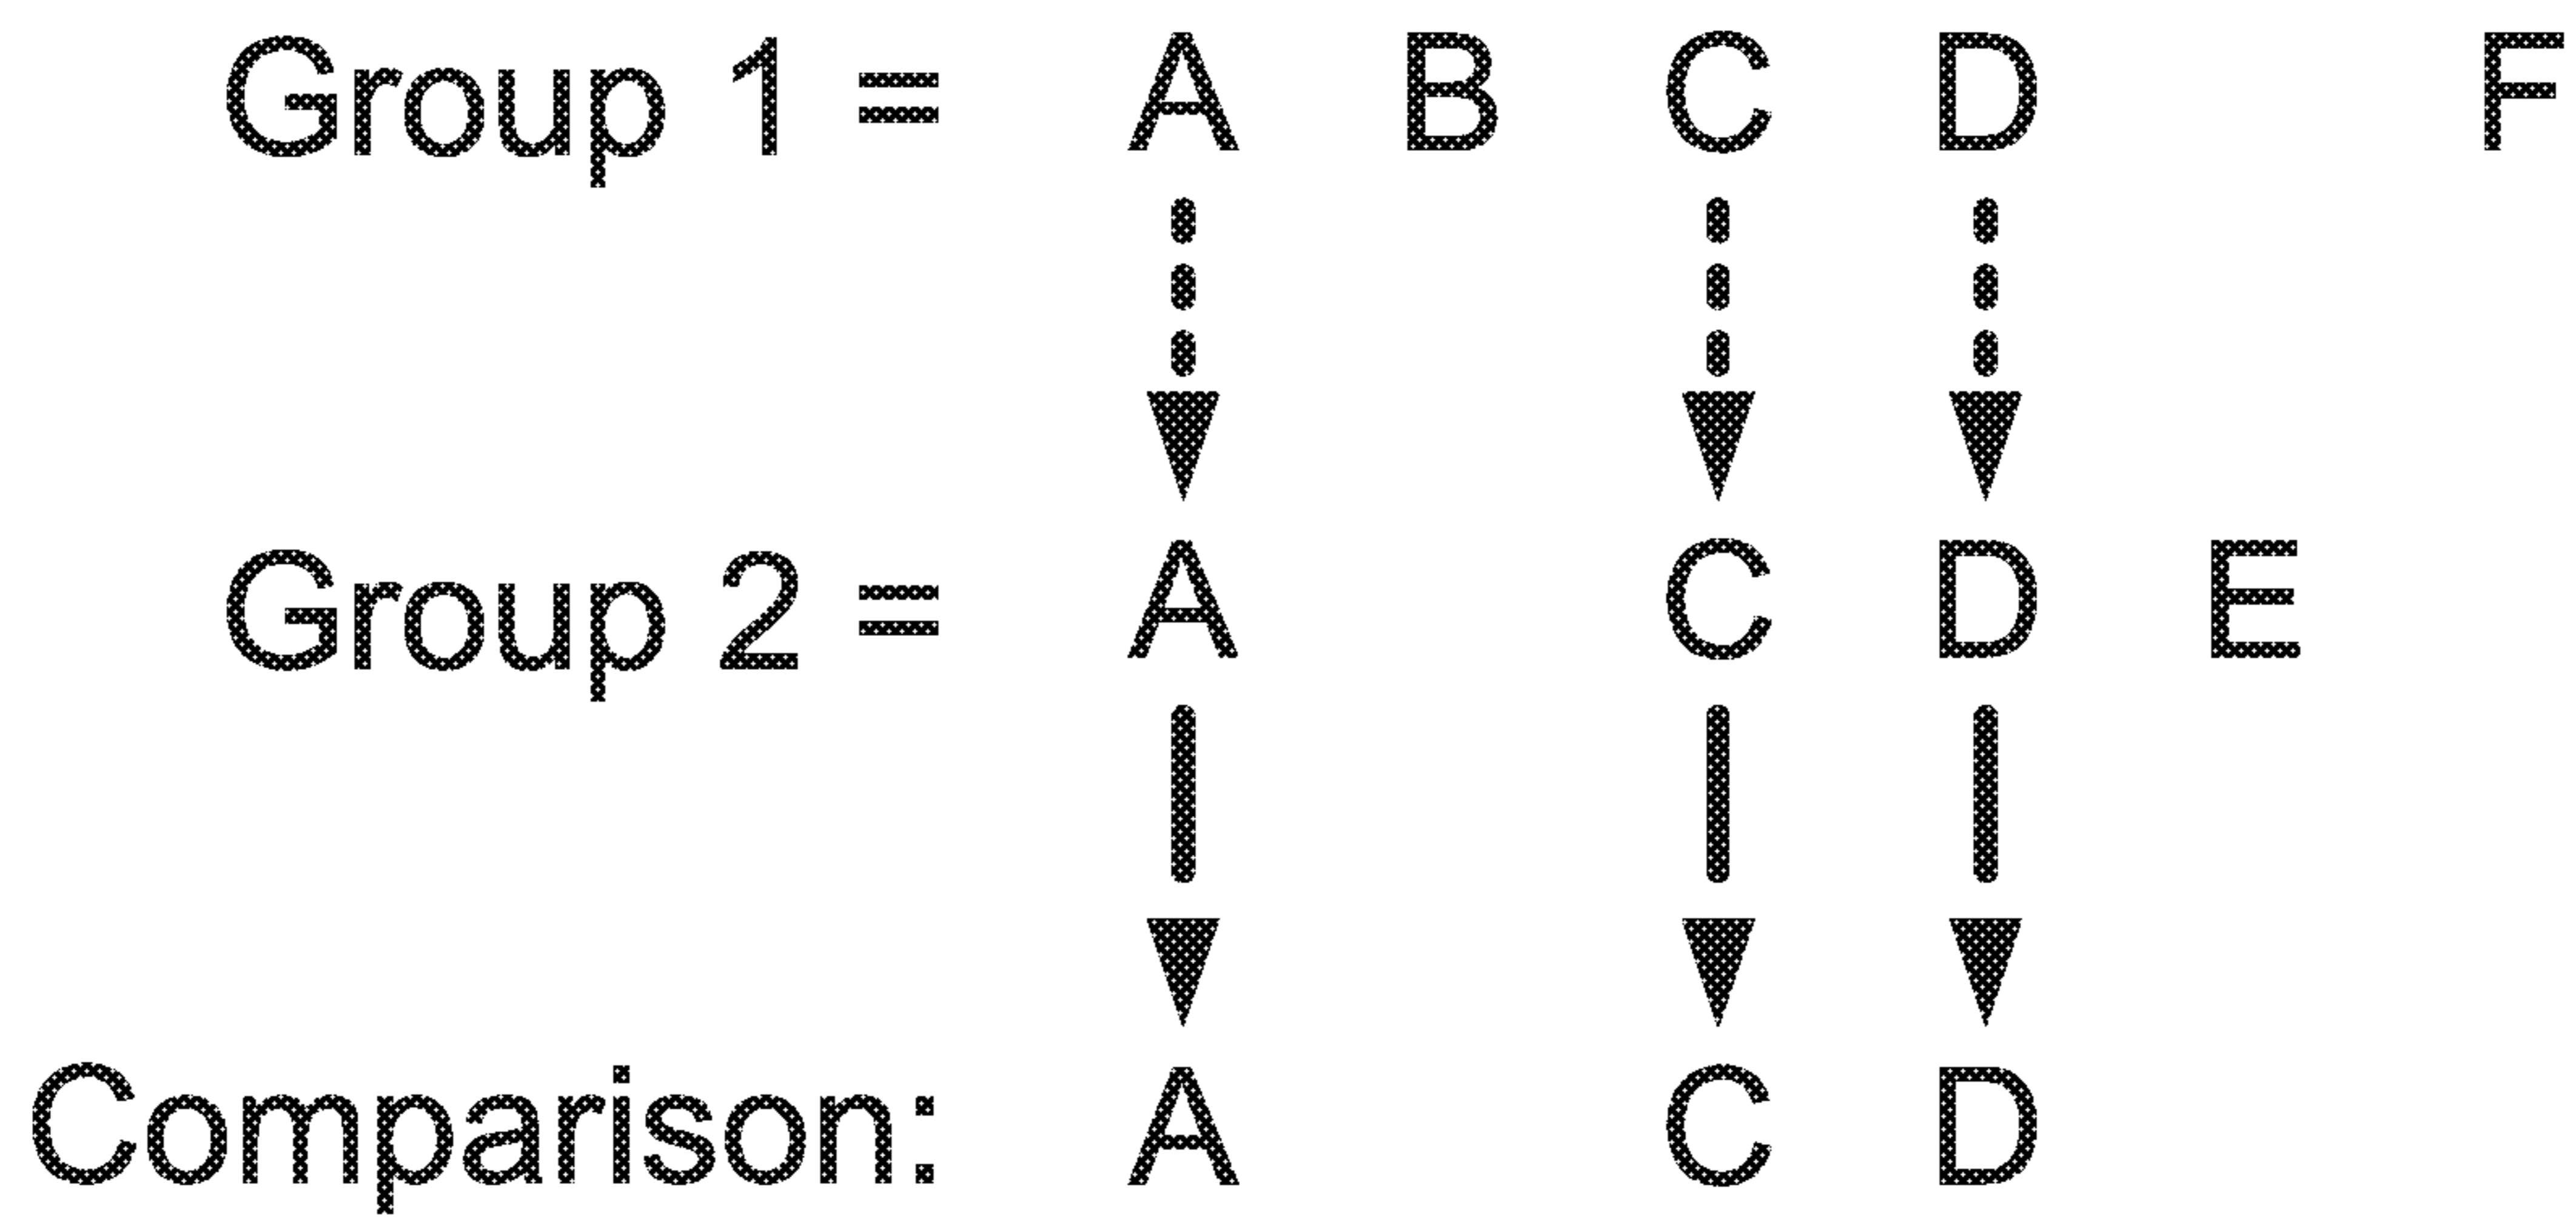 Group 1 = A B C D F
Group 2 = A C D E
Comparison: A C D